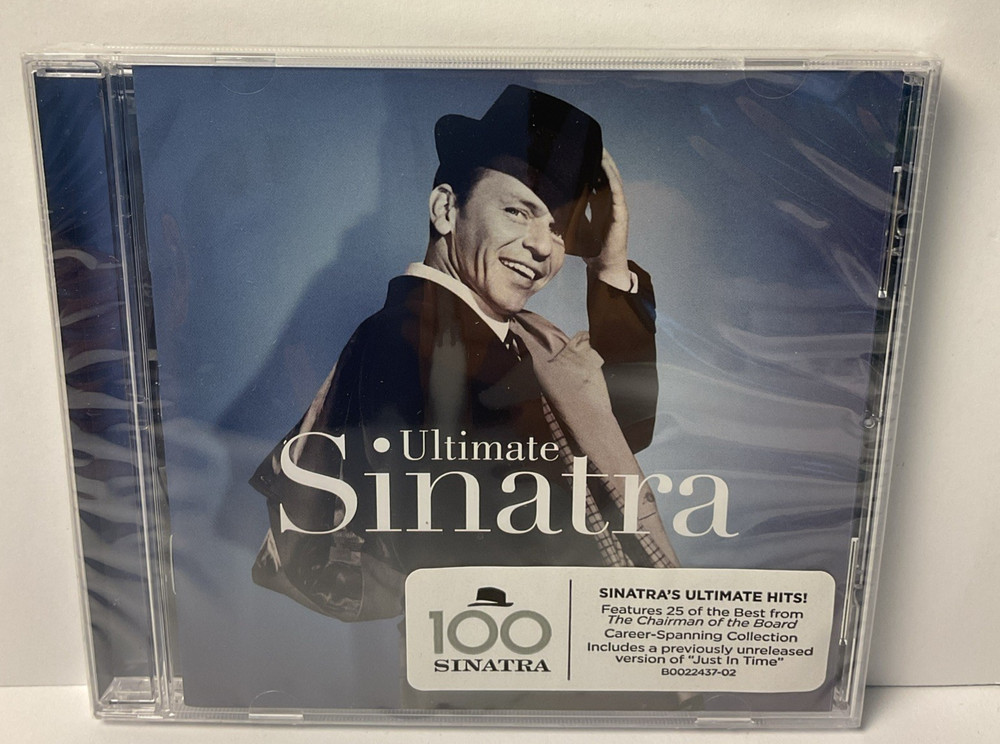 Ultimate
Sinatra
100
SINATRA
SINATRA'S ULTIMATE HITS!
Features 25 of the Best from
The Chairman of the Board
Career-Spanning Collection
Includes a previously unreleased
version of "Just In Time"
B0022437-02